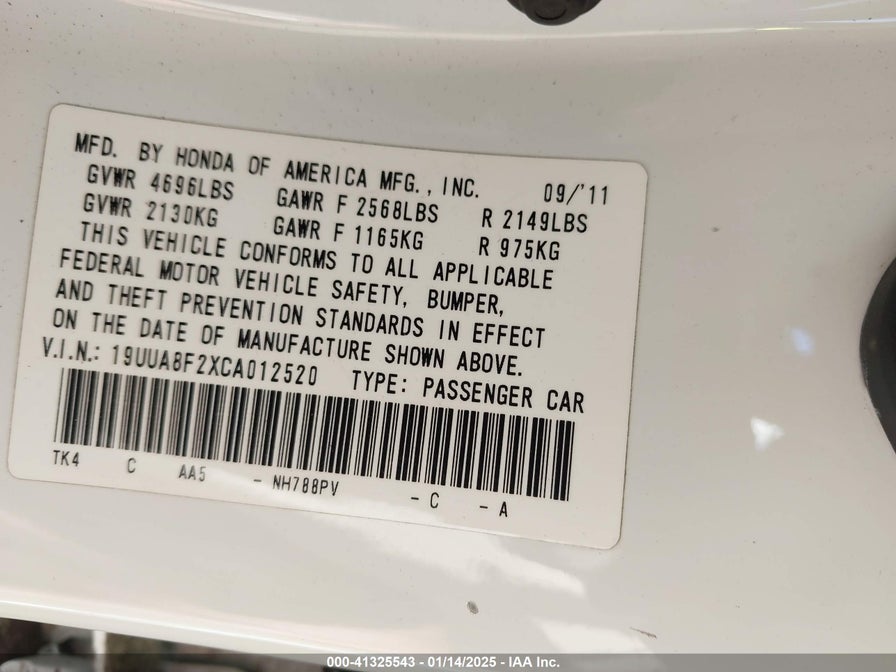 MFD. BY HONDA OF AMERICA MFG., INC. 09/'11
GVWR 4696LBS GAWR F 2568LBS R 2149LBS
GVWR 2130KG GAWR F 1165KG R 975KG
THIS VEHICLE CONFORMS TO ALL APPLICABLE
FEDERAL MOTOR VEHICLE SAFETY, BUMPER,
AND THEFT PREVENTION STANDARDS IN EFFECT
ON THE DATE OF MANUFACTURE SHOWN ABOVE.
V.I.N.: 19UUA8F2XCA012520 TYPE: PASSENGER CAR
TK4 C AA5 - NH788PV - C - A
000-41325543 - 01/14/2025 - IAA Inc.